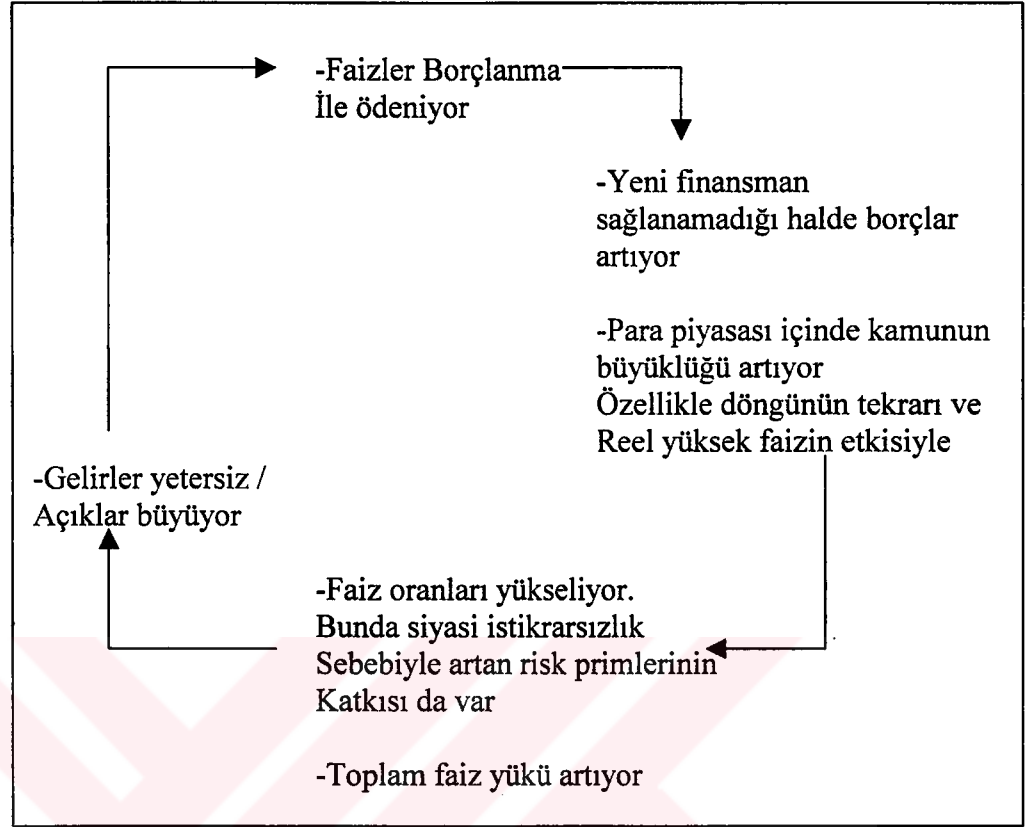 -Faizler Borçlanma
İle ödeniyor
-Yeni finansman
sağlanamadığı halde borçlar
artıyor
-Para piyasası içinde kamunun
büyüklüğü artıyor
Özellikle döngünün tekrarı ve
Reel yüksek faizin etkisiyle
-Gelirler yetersiz /
Açıklar büyüyor
-Faiz oranları yükseliyor.
Bunda siyasi istikrarsızlık
Sebebiyle artan risk primlerinin
Katkısı da var
-Toplam faiz yükü artıyor